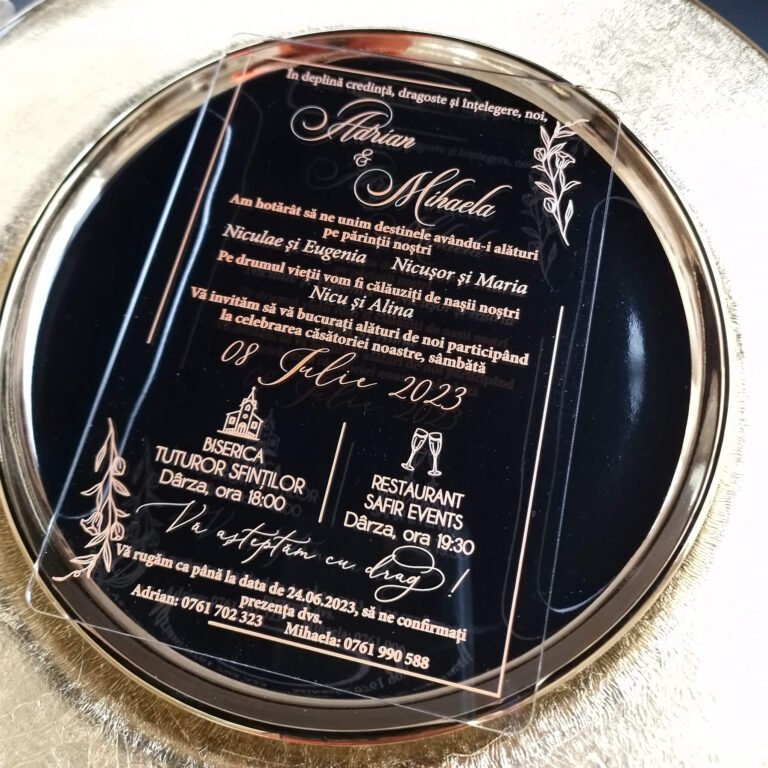 În deplină credință, dragoste și înțelegere, noi,
Adrian
&
Mihaela
Am hotărât să ne unim destinele avându-i alături
pe părinții noștri
Niculae și Eugenia Nicușor și Maria
Pe drumul vieții vom fi călăuziți de nașii noștri
Nicu și Alina
Vă invităm să vă bucurați alături de noi participând
la celebrarea căsătoriei noastre, sâmbătă
08 Iulie 2023
BISERICA
TUTUROR SFINȚILOR
Dârza, ora 18:00
RESTAURANT
SAFIR EVENTS
Dârza, ora 19:30
Vă așteptăm cu drag!
Vă rugăm ca până la data de 24.06.2023, să ne confirmați
prezența dvs.
Adrian: 0761 702 323 Mihaela: 0761 990 588